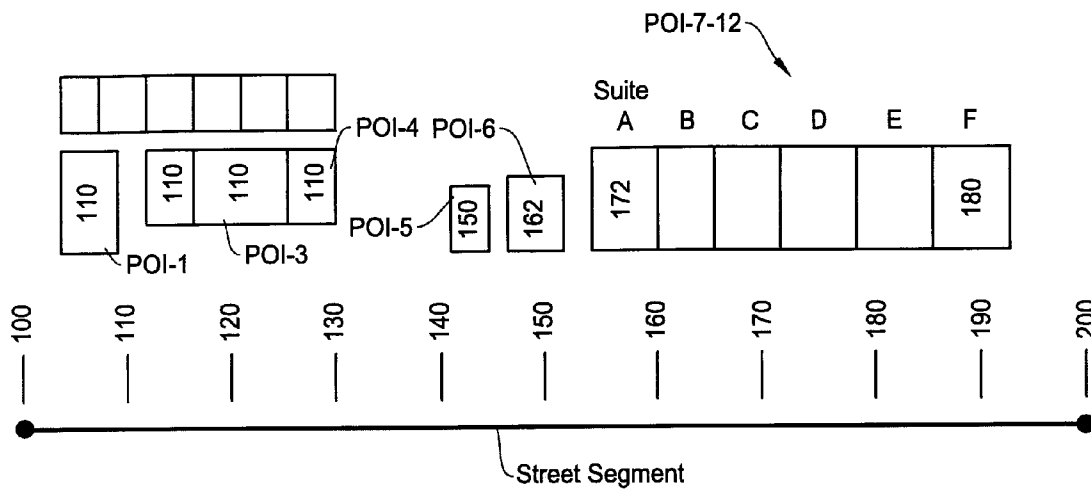 POI-7-12
Suite
A B C D E F
POI-4 POI-6
110 110 110 110 150 162 172 180
POI-5
POI-1 POI-3
100 110 120 130 140 150 160 170 180 190 200
Street Segment